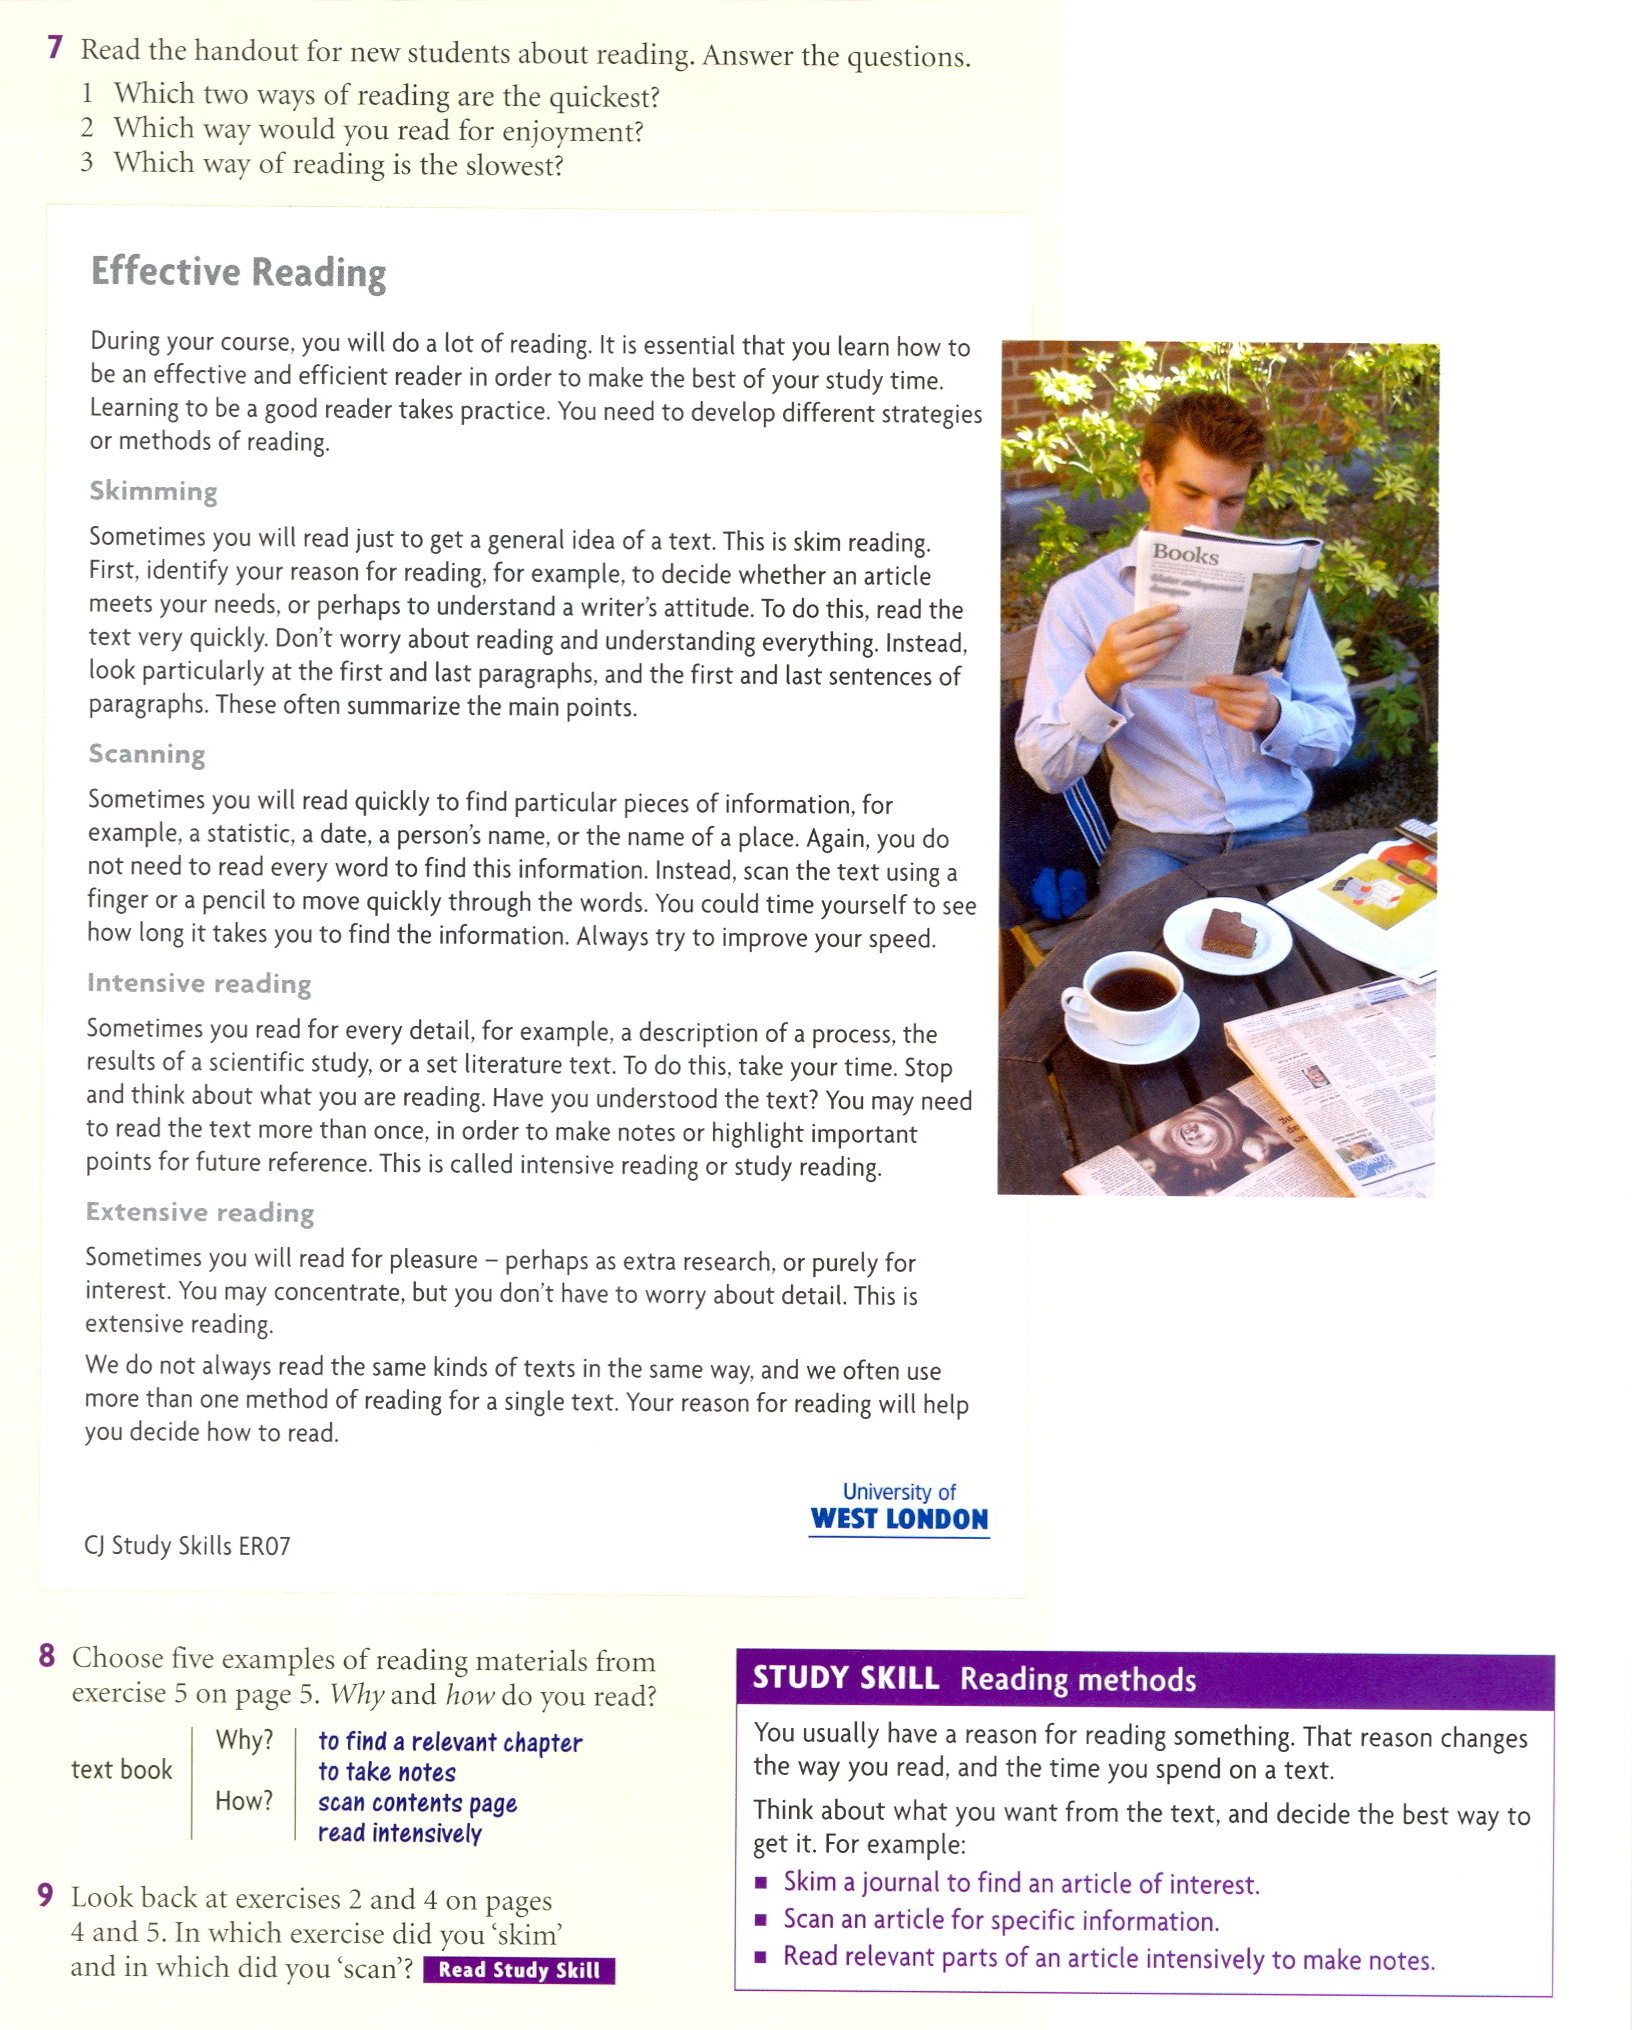 7 Read the handout for new students about reading. Answer the questions.
1 Which two ways of reading are the quickest?
2 Which way would you read for enjoyment?
3 Which way of reading is the slowest?
Effective Reading
During your course, you will do a lot of reading. It is essential that you learn how to
be an effective and efficient reader in order to make the best of your study time.
Learning to be a good reader takes practice. You need to develop different strategies
or methods of reading.
Skimming
Sometimes you will read just to get a general idea of a text. This is skim reading.
First, identify your reason for reading, for example, to decide whether an article
meets your needs, or perhaps to understand a writer's attitude. To do this, read the
text very quickly. Don't worry about reading and understanding everything. Instead,
look particularly at the first and last paragraphs, and the first and last sentences of
paragraphs. These often summarize the main points.
Scanning
Sometimes you will read quickly to find particular pieces of information, for
example, a statistic, a date, a person's name, or the name of a place. Again, you do
not need to read every word to find this information. Instead, scan the text using a
finger or a pencil to move quickly through the words. You could time yourself to see
how long it takes you to find the information. Always try to improve your speed.
Intensive reading
Sometimes you read for every detail, for example, a description of a process, the
results of a scientific study, or a set literature text. To do this, take your time. Stop
and think about what you are reading. Have you understood the text? You may need
to read the text more than once, in order to make notes or highlight important
points for future reference. This is called intensive reading or study reading.
Extensive reading
Sometimes you will read for pleasure – perhaps as extra research, or purely for
interest. You may concentrate, but you don't have to worry about detail. This is
extensive reading.
We do not always read the same kinds of texts in the same way, and we often use
more than one method of reading for a single text. Your reason for reading will help
you decide how to read.
University of
WEST LONDON
CJ Study Skills ER07
Books
8 Choose five examples of reading materials from
exercise 5 on page 5. Why and how do you read?
text book
Why?
to find a relevant chapter
to take notes
How?
scan contents page
read intensively
9 Look back at exercises 2 and 4 on pages
4 and 5. In which exercise did you ‘skim’
and in which did you ‘scan’? Read Study Skill
STUDY SKILL Reading methods
You usually have a reason for reading something. That reason changes
the way you read, and the time you spend on a text.
Think about what you want from the text, and decide the best way to
get it. For example:
■ Skim a journal to find an article of interest.
■ Scan an article for specific information.
■ Read relevant parts of an article intensively to make notes.